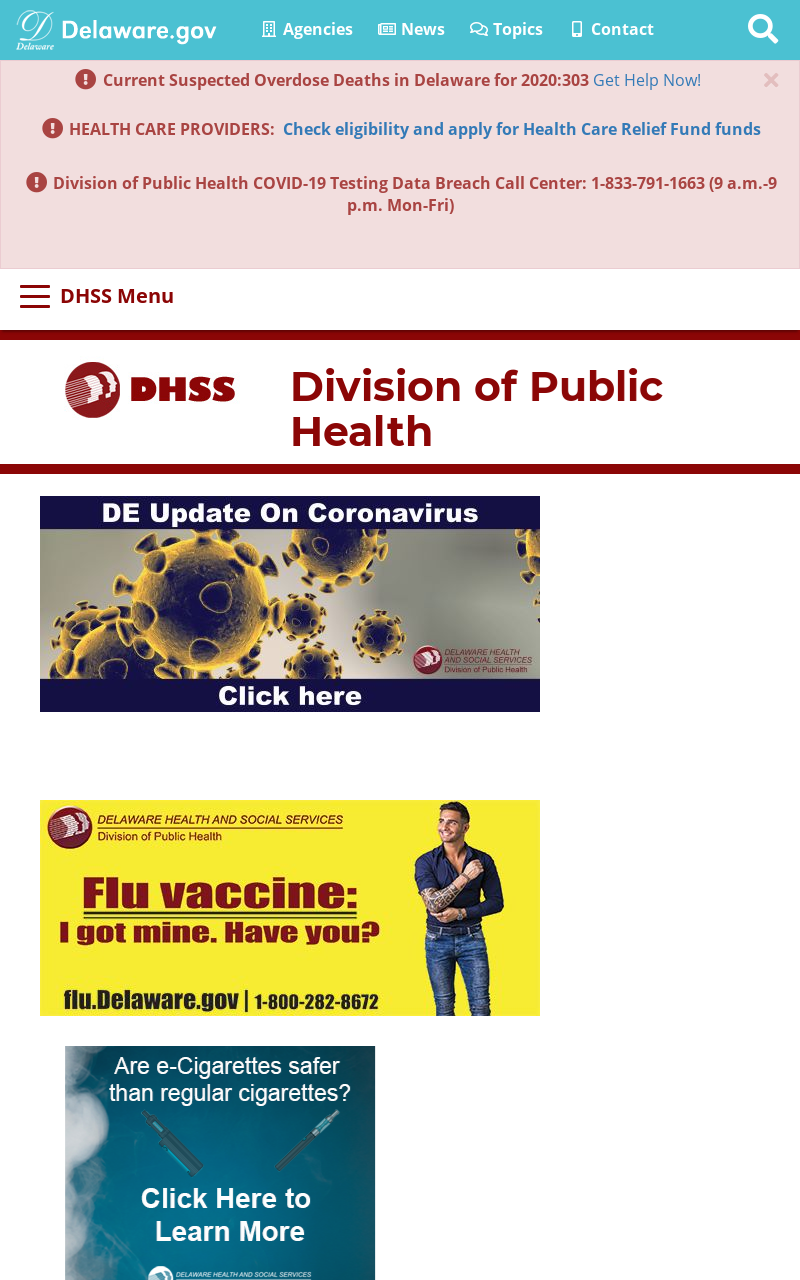 Delaware
Delaware.gov
Agencies
News
Topics
Contact
Current Suspected Overdose Deaths in Delaware for 2020:303 Get Help Now!
×
HEALTH CARE PROVIDERS: Check eligibility and apply for Health Care Relief Fund funds
Division of Public Health COVID-19 Testing Data Breach Call Center: 1-833-791-1663 (9 a.m.-9
p.m. Mon-Fri)
DHSS Menu
DHSS
Division of Public
Health
DE Update On Coronavirus
DELAWARE HEALTH
AND SOCIAL SERVICES
Division of Public Health
Click here
DELAWARE HEALTH AND SOCIAL SERVICES
Division of Public Health
Flu vaccine:
I got mine. Have you?
flu.Delaware.gov | 1-800-282-8672
Are e-Cigarettes safer
than regular cigarettes?
Click Here to
Learn More
DELAWARE HEALTH AND SOCIAL SERVICES